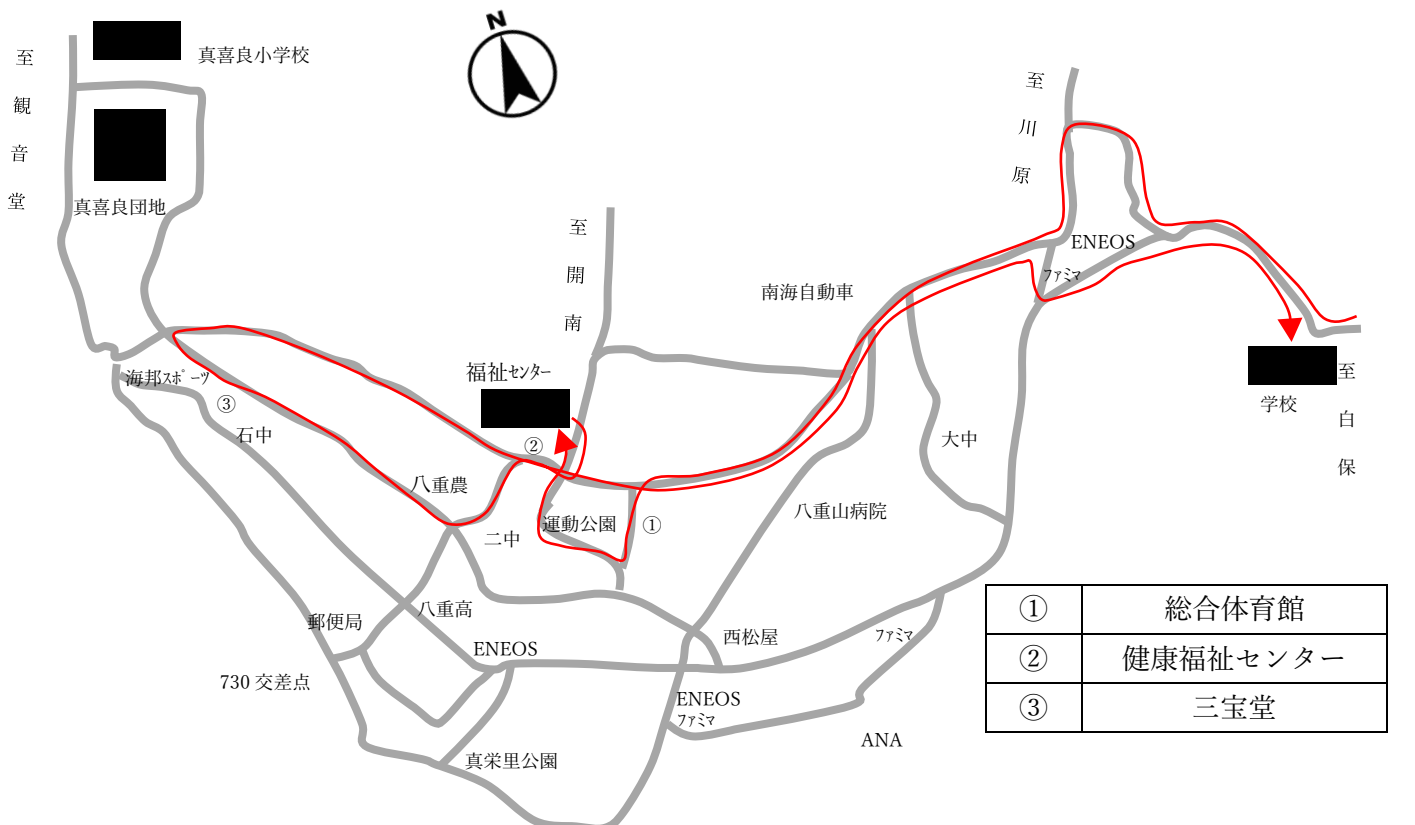 N
真喜良小学校
至観音堂
真喜良団地
至川原
ENEOS
ファミマ
至開南
南海自動車
福祉センター
海邦スポーツ
③
石中
②
学校
至白保
大中
八重農
二中
運動公園
①
八重山病院
郵便局
八重高
ENEOS
西松屋
ファミマ
730 交差点
ENEOS
ファミマ
ANA
真栄里公園
① 総合体育館
② 健康福祉センター
③ 三宝堂